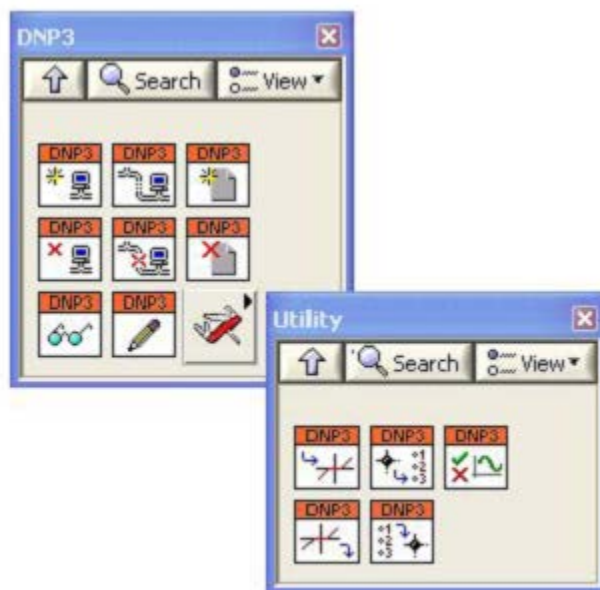 DNP3
Search View
DNP3 DNP3 DNP3
DNP3 DNP3 DNP3
DNP3 DNP3
Utility
Search View
DNP3 DNP3 DNP3
1
2
3
DNP3 DNP3
1
2
3